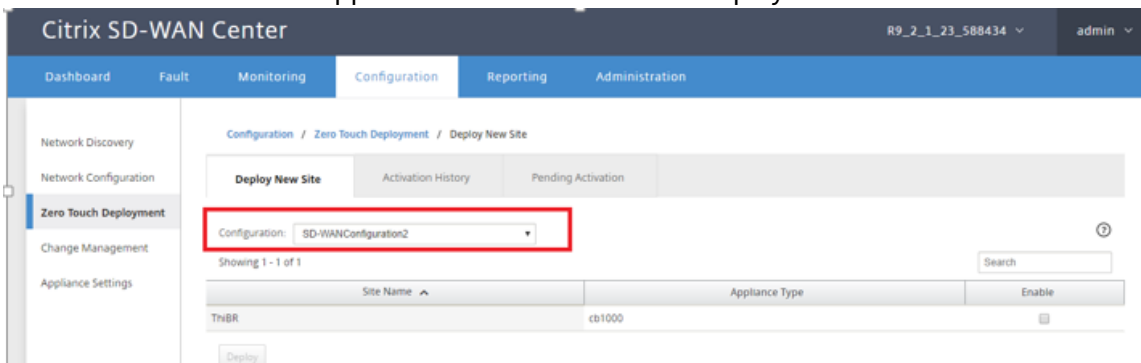 Citrix SD-WAN Center R9_2_1_23_588434 admin
Dashboard Fault Monitoring Configuration Reporting Administration
Network Discovery
Network Configuration
Zero Touch Deployment
Change Management
Appliance Settings
Configuration / Zero Touch Deployment / Deploy New Site
Deploy New Site Activation History Pending Activation
Configuration: SD-WANConfiguration2
Showing 1 - 1 of 1 Search
Site Name Appliance Type Enable
ThiBR cb1000
Deploy